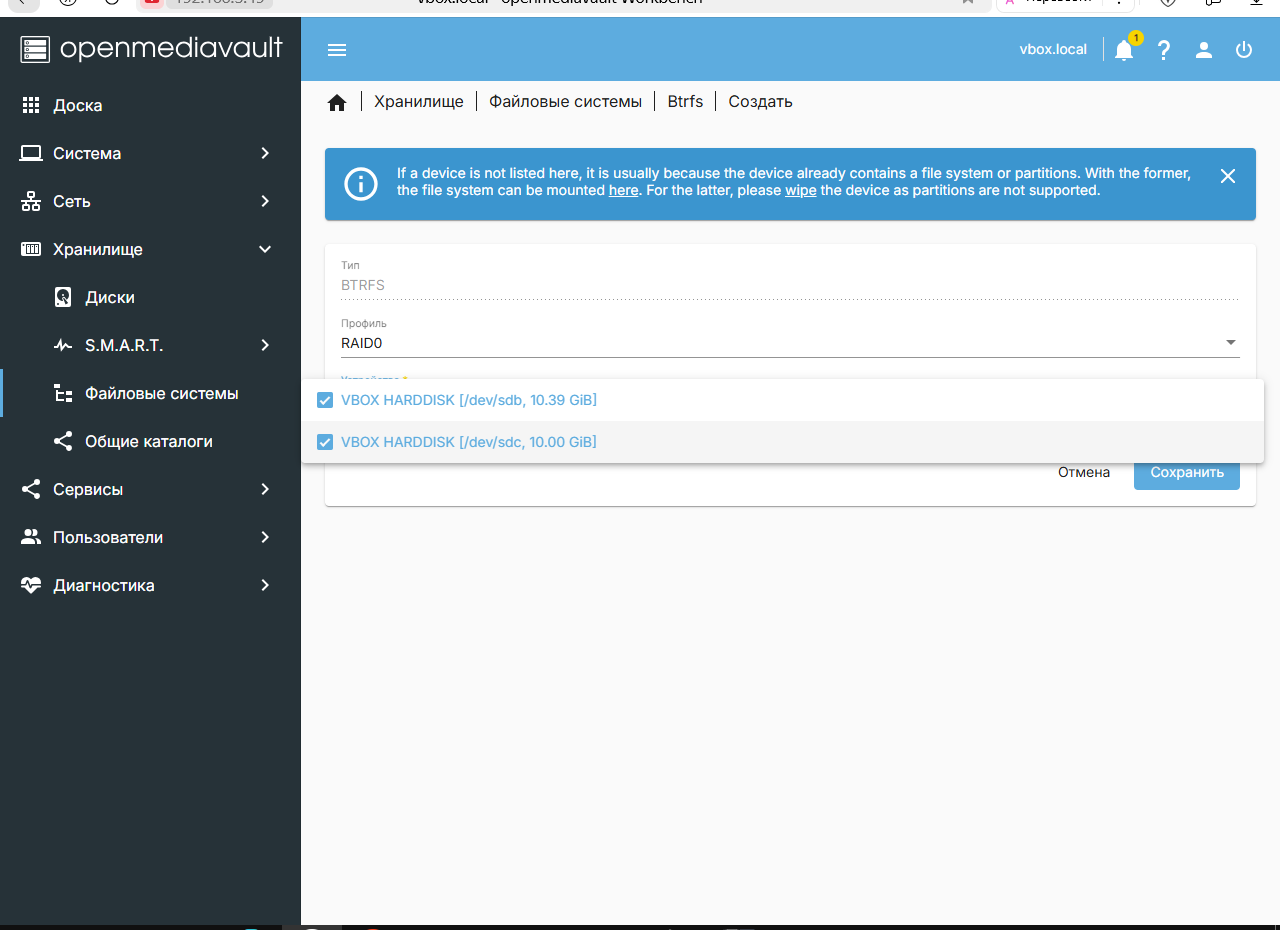 vbox.local
1
openmediavault
Доска
Система
Сеть
Хранилище
Диски
S.M.A.R.T.
Файловые системы
Общие каталоги
Сервисы
Пользователи
Диагностика
Хранилище
Файловые системы
Btrfs
Создать
If a device is not listed here, it is usually because the device already contains a file system or partitions. With the former,
the file system can be mounted here. For the latter, please wipe the device as partitions are not supported.
Тип
BTRFS
Профиль
RAID0
VBOX HARDDISK [/dev/sdb, 10.39 GiB]
VBOX HARDDISK [/dev/sdc, 10.00 GiB]
Отмена
Сохранить